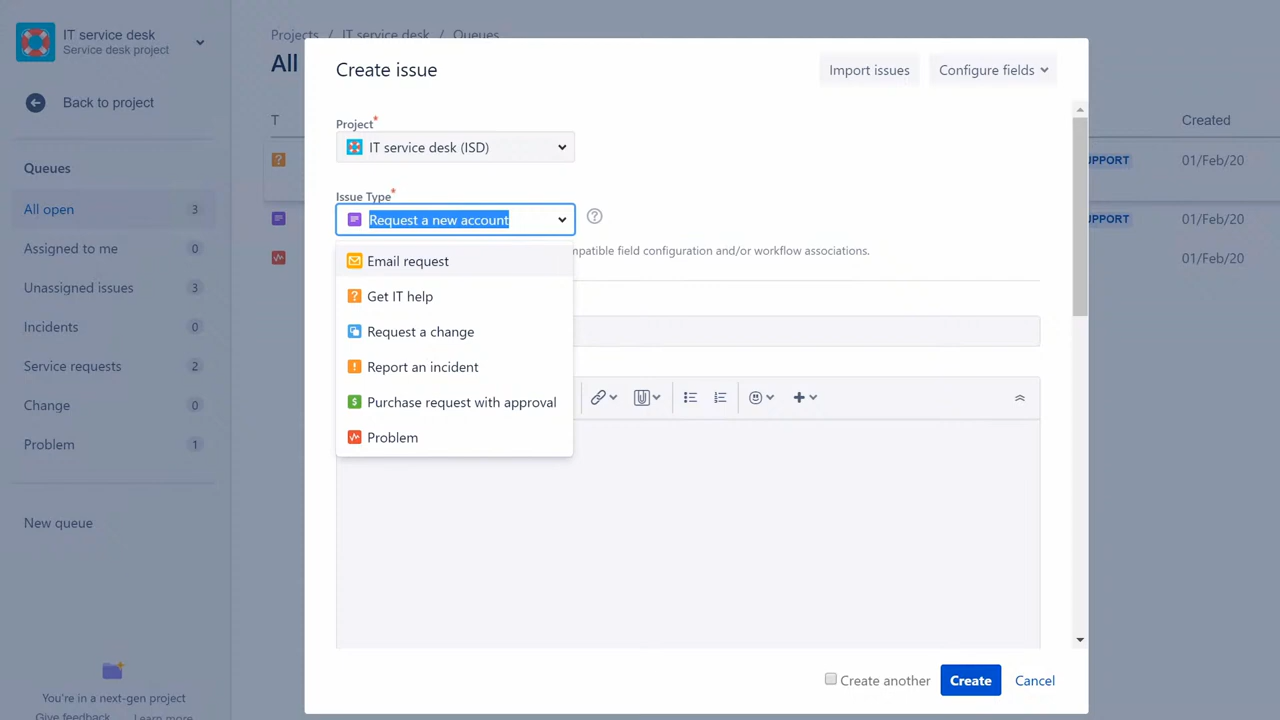 IT service desk
Service desk project
Back to project
Queues
All open 3
Assigned to me 0
Unassigned issues 3
Incidents 0
Service requests 2
Change 0
Problem 1
New queue
You're in a next-gen project
Give feedback Learn more
Projects / IT service desk / Queues
All
T
Created
UPPORT 01/Feb/20
UPPORT 01/Feb/20
01/Feb/20
Create issue
Import issues
Configure fields
Project*
IT service desk (ISD)
Issue Type*
Request a new account
mpatible field configuration and/or workflow associations.
Email request
Get IT help
Request a change
Report an incident
Purchase request with approval
Problem
Create another
Create
Cancel